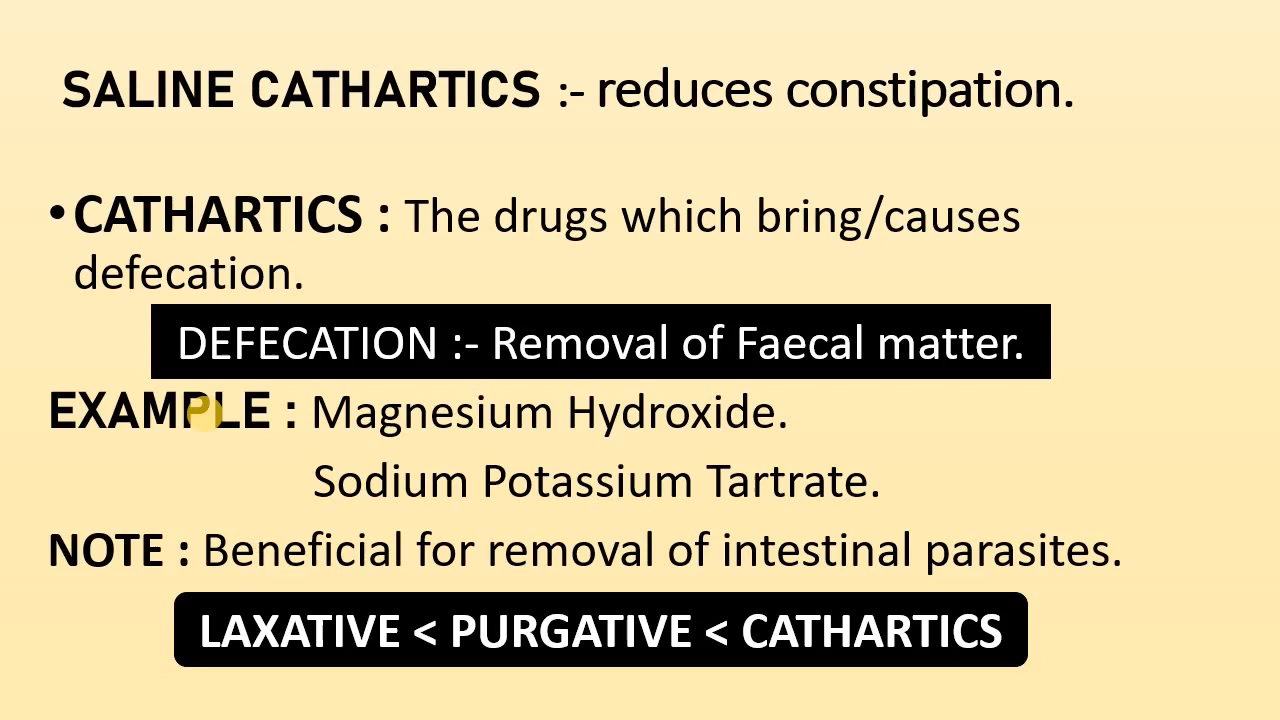 SALINE CATHARTICS :- reduces constipation.
• CATHARTICS : The drugs which bring/causes
defecation.
DEFECATION :- Removal of Faecal matter.
EXAMPLE : Magnesium Hydroxide.
Sodium Potassium Tartrate.
NOTE : Beneficial for removal of intestinal parasites.
LAXATIVE < PURGATIVE < CATHARTICS